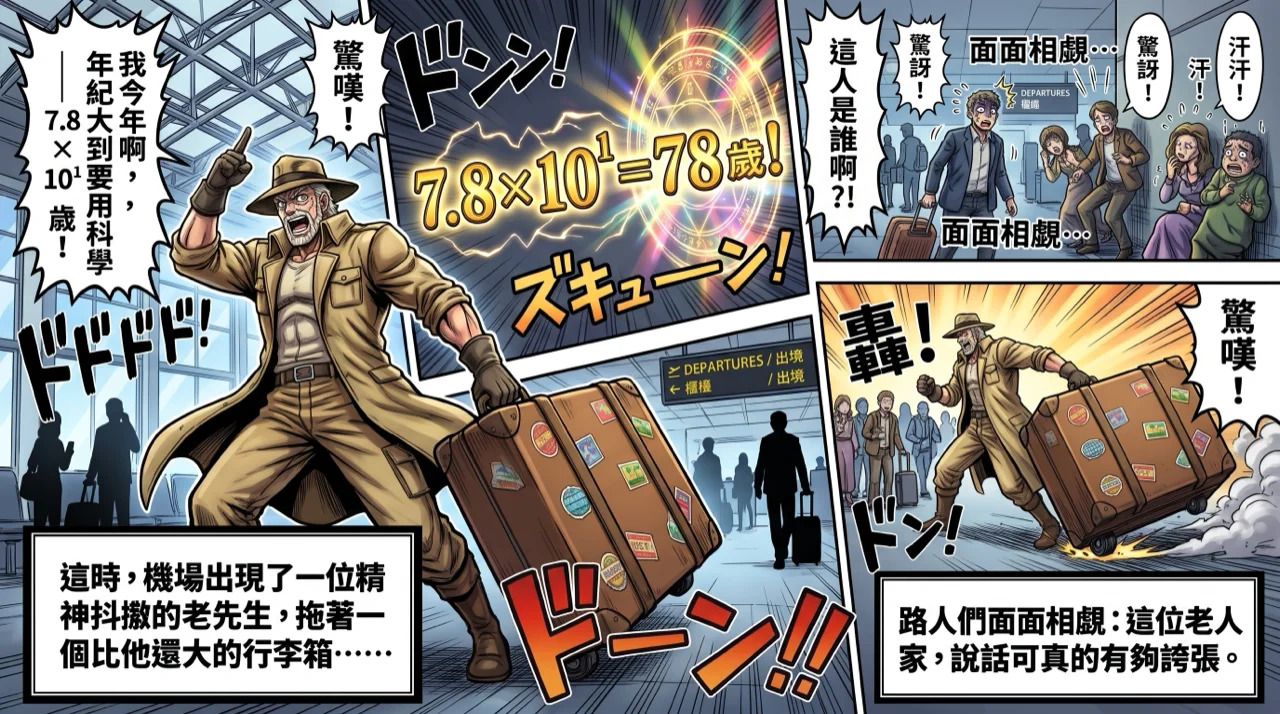 我今年啊，，
年紀大到要用科學
——7.8×10¹歲！
驚嘆！
ドドドド!
ドンン!
7.8×10¹=78歲!
ズキューーン!
DEPARTURES / 出境
← 櫃檯 / 出境
ドーン!!
這時，機場出現了一位精
神抖擻的老先生，拖著一
個比他還大的行李箱……
這人是誰啊?!
驚訝！
面面相覷…
驚訝！
汗！
汗汗！
DEPARTURES
面面相覷…
轟！
驚嘆！
ドン!
路人們面面相覷：這位老人
家，說話可真的有夠誇張。